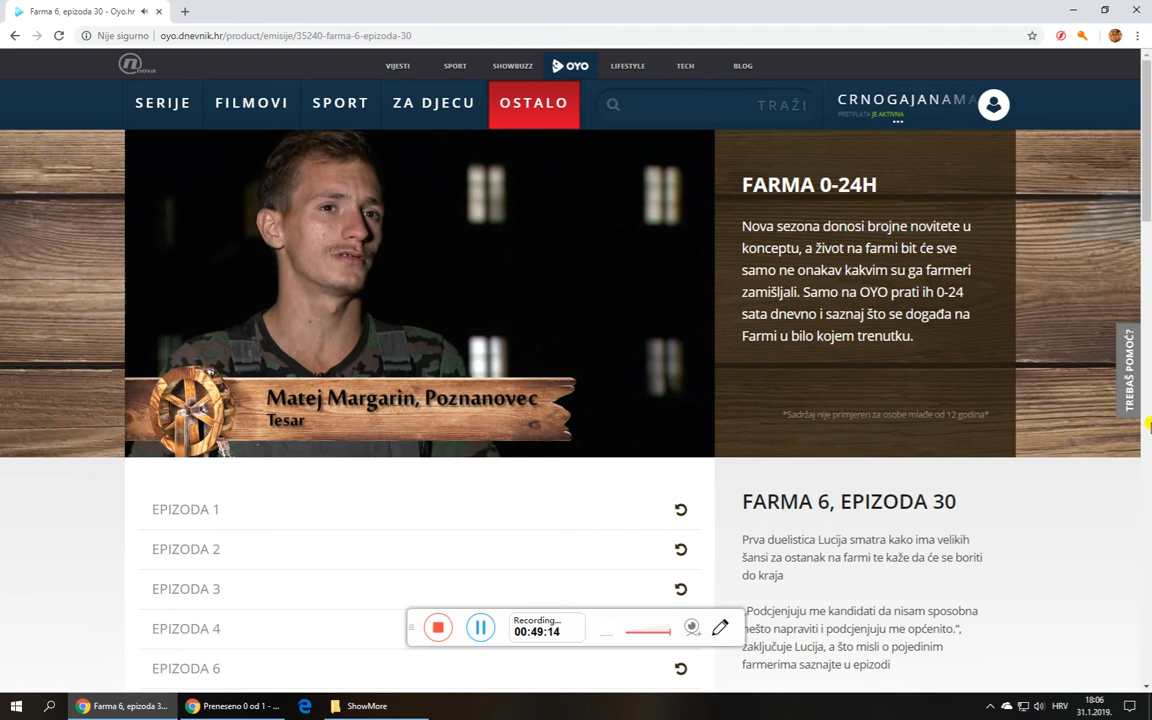 Farma 6, epizoda 30 - Oyo.hr
Nije sigurno
oyo.dnevnik.hr/product/emisije/35240-farma-6-epizoda-30
nova
VIJESTI SPORT SHOWBUZZ OYO LIFESTYLE TECH BLOG
SERIJE FILMOVI SPORT ZA DJECU OSTALO
TRAŽI
CRNOGAJANAMA
PRETPLATA JE AKTIVNA
Matej Margarin, Poznanovec
Tesar
FARMA 0-24H
Nova sezona donosi brojne novitete u
konceptu, a život na farmi bit će sve
samo ne onakav kakvim su ga farmeri
zamišljali. Samo na OYO prati ih 0-24
sata dnevno i saznaj što se događa na
Farmi u bilo kojem trenutku.
*Sadržaj nije primjeren za osobe mlađe od 12 godina*
TREBAŠ POMOĆ?
EPIZODA 1
EPIZODA 2
EPIZODA 3
EPIZODA 4
EPIZODA 6
FARMA 6, EPIZODA 30
Prva duelistica Lucija smatra kako ima velikih
šansi za ostanak na farmi te kaže da će se boriti
do kraja
„Podcjenjuju me kandidati da nisam sposobna
nešto napraviti i podcjenjuju me općenito.“,
zaključuje Lucija, a što misli o pojedinim
farmerima saznajte u epizodi
Recording...
00:49:14
Farma 6, epizoda 3...
Preneseno 0 od 1 - ...
ShowMore
HRV
18:06
31.1.2019.